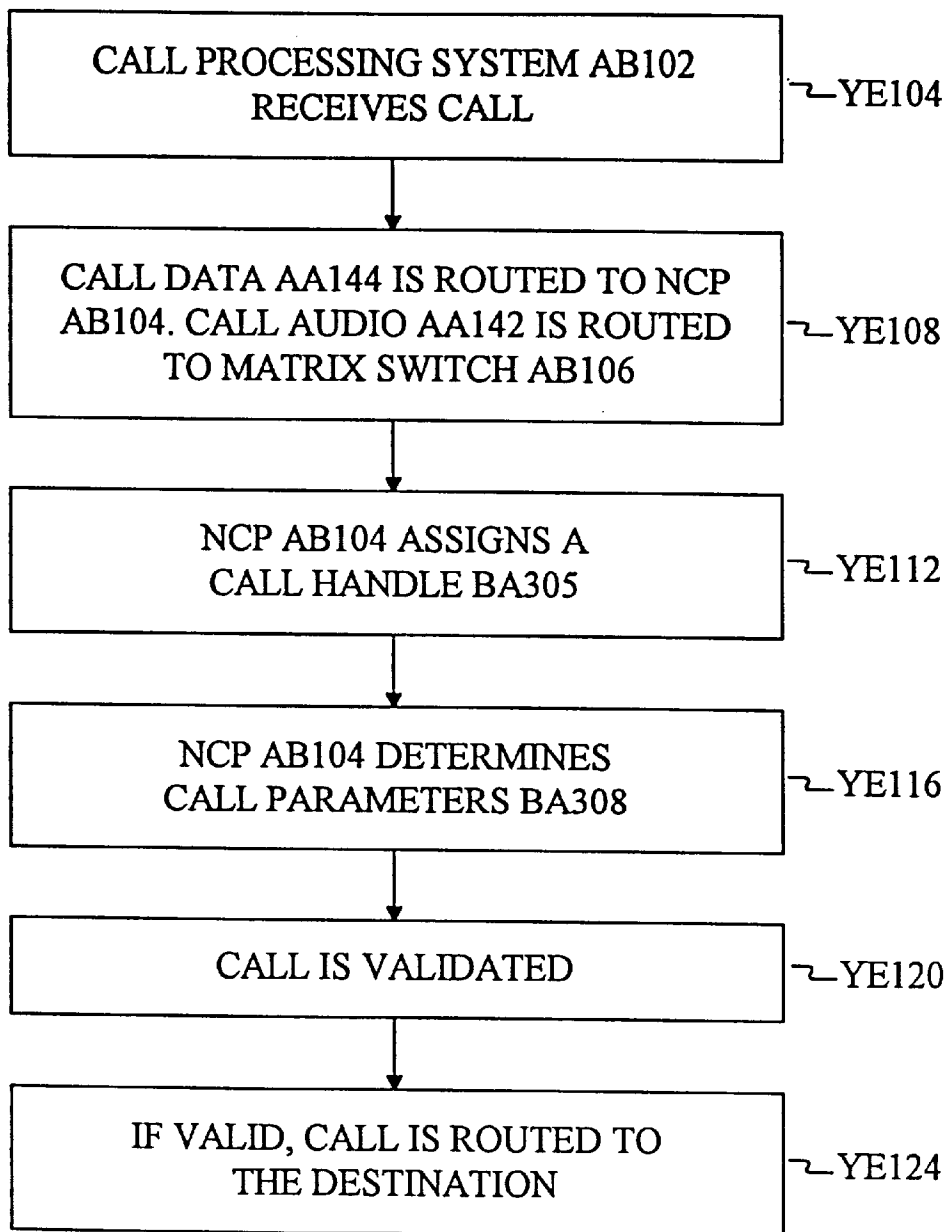 CALL PROCESSING SYSTEM AB102
RECEIVES CALL
YE104
CALL DATA AA144 IS ROUTED TO NCP
AB104. CALL AUDIO AA142 IS ROUTED
TO MATRIX SWITCH AB106
YE108
NCP AB104 ASSIGNS A
CALL HANDLE BA305
YE112
NCP AB104 DETERMINES
CALL PARAMETERS BA308
YE116
CALL IS VALIDATED
YE120
IF VALID, CALL IS ROUTED TO
THE DESTINATION
YE124